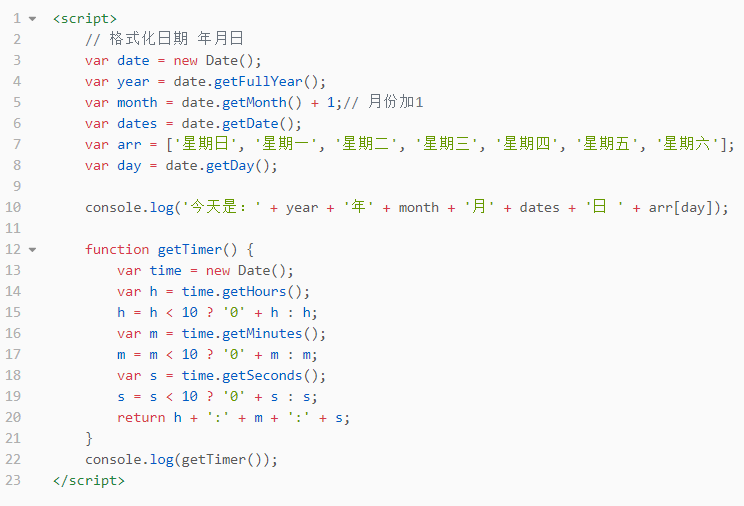 1 <script>
2 // 格式化日期 年月日
3 var date = new Date();
4 var year = date.getFullYear();
5 var month = date.getMonth() + 1;// 月份加1
6 var dates = date.getDate();
7 var arr = ['星期日', '星期一', '星期二', '星期三', '星期四', '星期五', '星期六'];
8 var day = date.getDay();
9
10 console.log('今天是：' + year + '年' + month + '月' + dates + '日 ' + arr[day]);
11
12 function getTimer() {
13 var time = new Date();
14 var h = time.getHours();
15 h = h < 10 ? '0' + h : h;
16 var m = time.getMinutes();
17 m = m < 10 ? '0' + m : m;
18 var s = time.getSeconds();
19 s = s < 10 ? '0' + s : s;
20 return h + ':' + m + ':' + s;
21 }
22 console.log(getTimer());
23 </script>